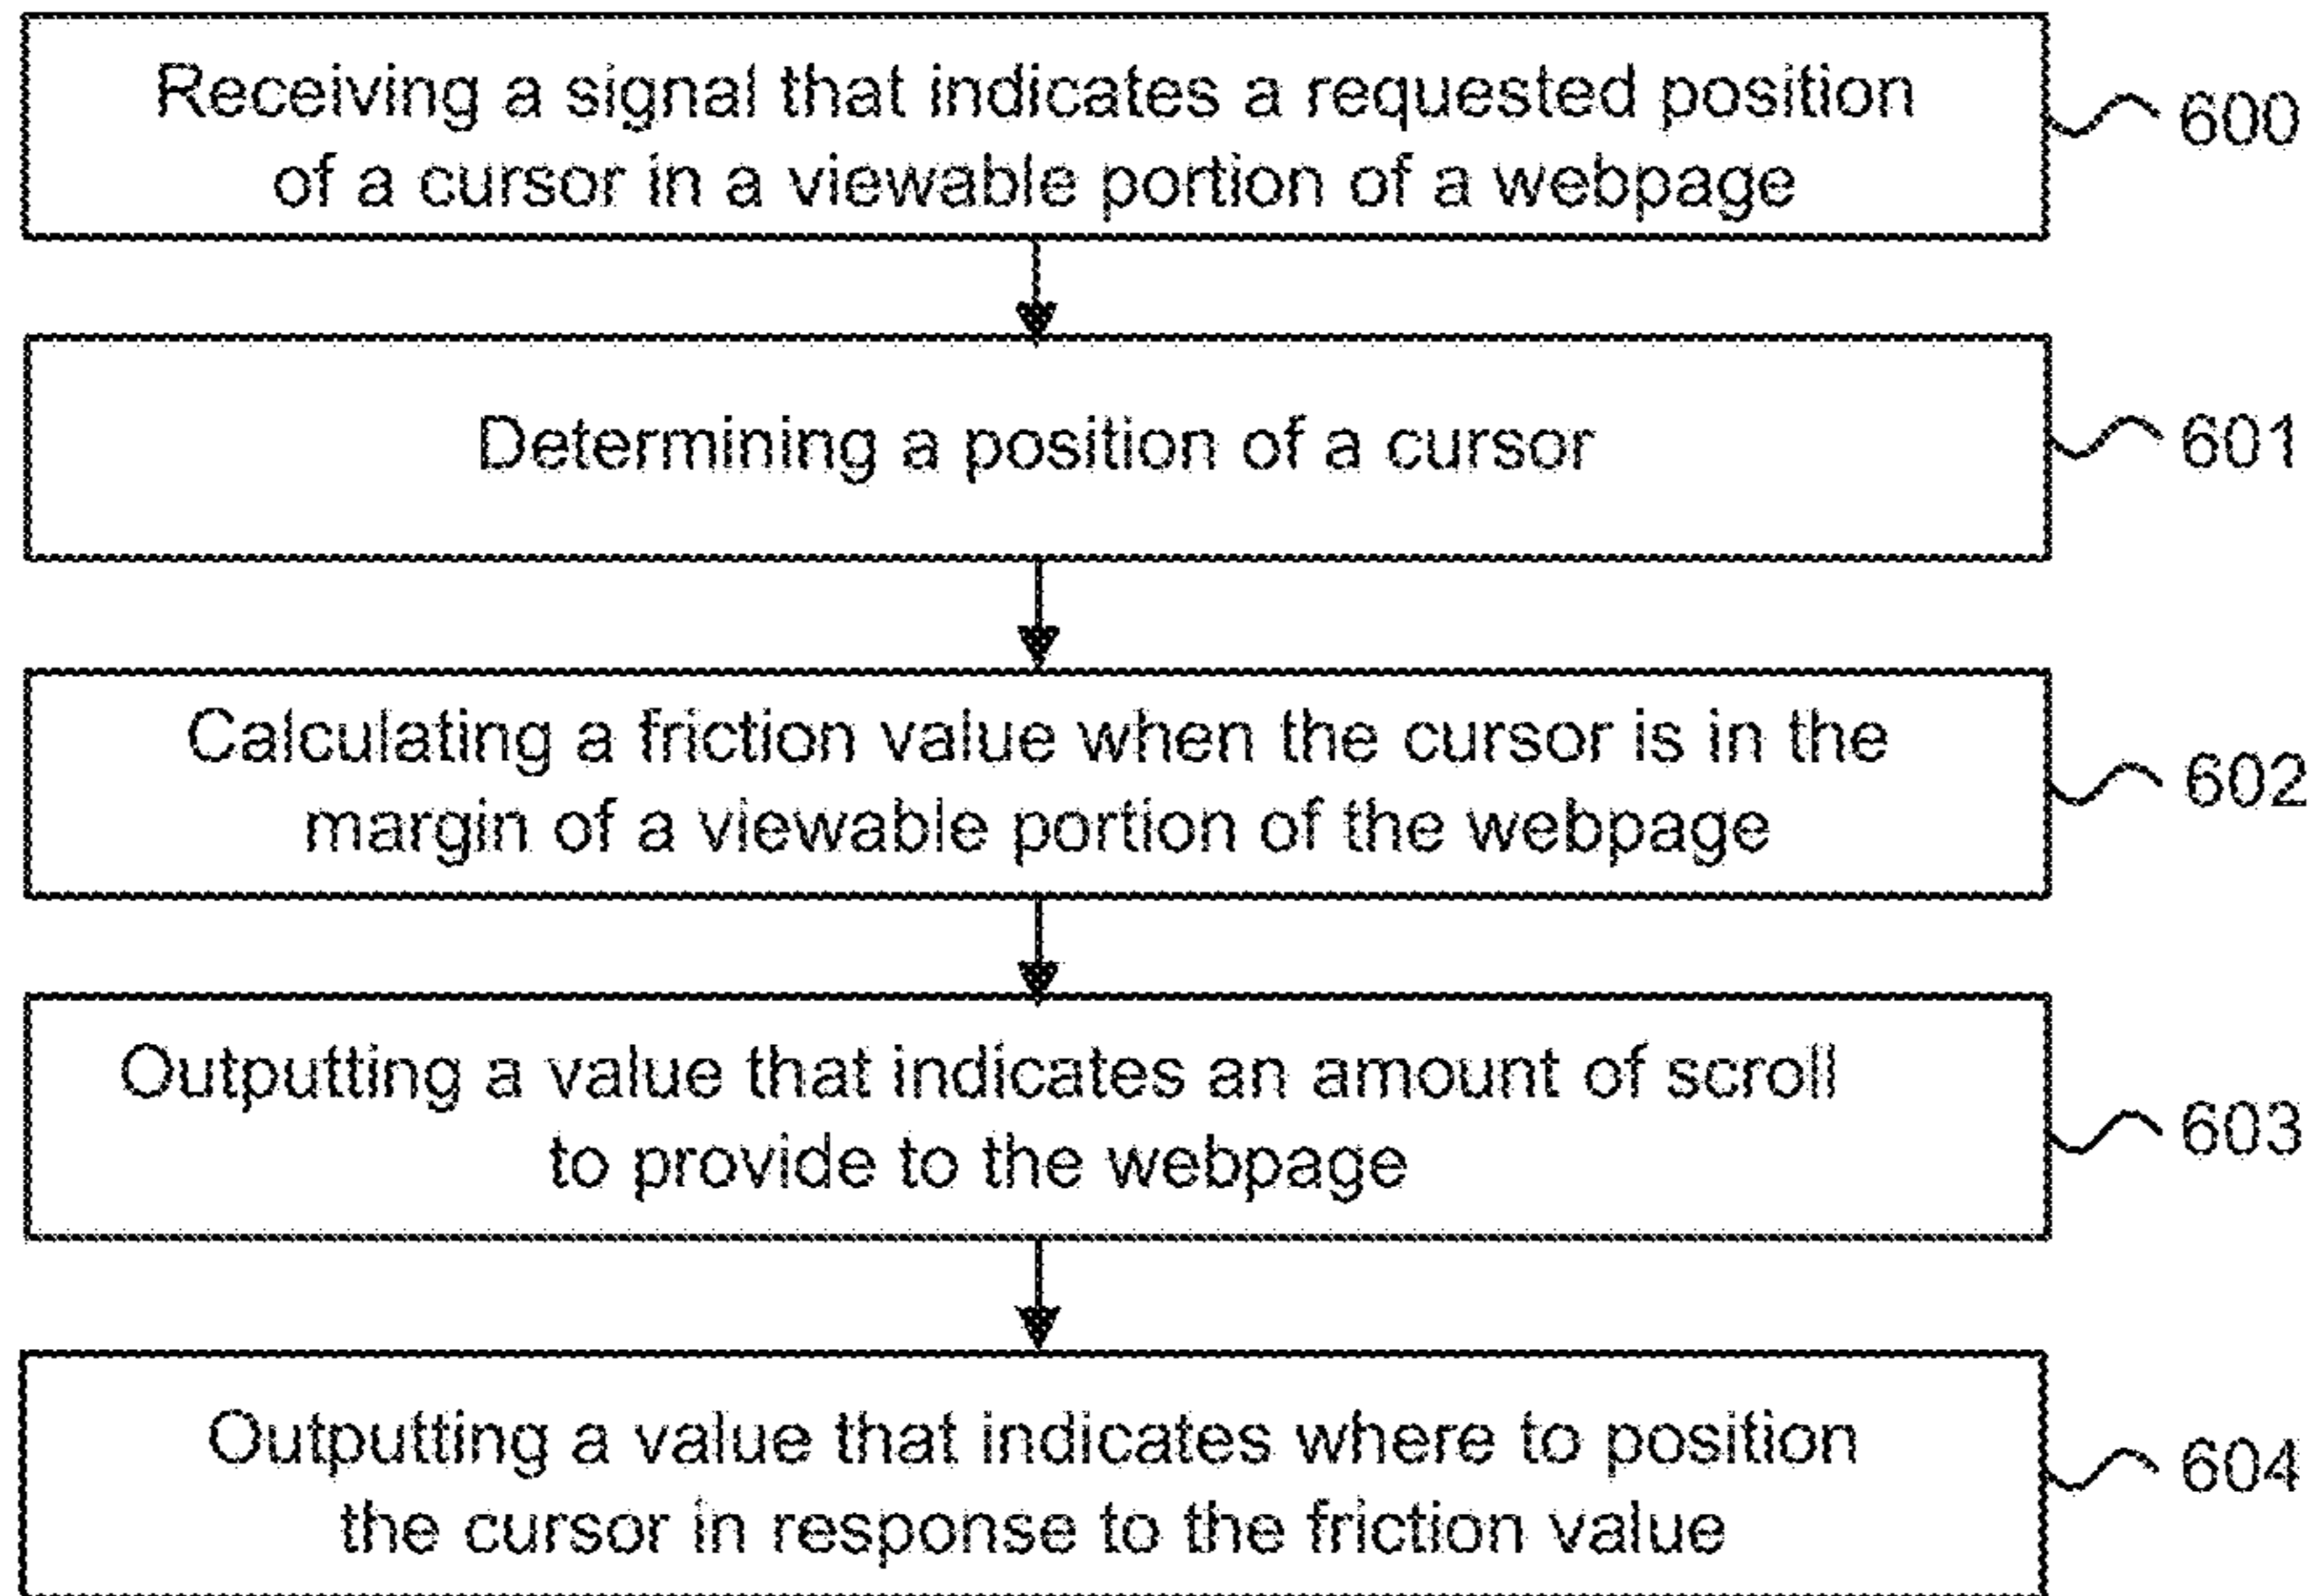 Receiving a signal that indicates a requested position
of a cursor in a viewable portion of a webpage
600
Determining a position of a cursor
601
Calculating a friction value when the cursor is in the
margin of a viewable portion of the webpage
602
Outputting a value that indicates an amount of scroll
to provide to the webpage
603
Outputting a value that indicates where to position
the cursor in response to the friction value
604